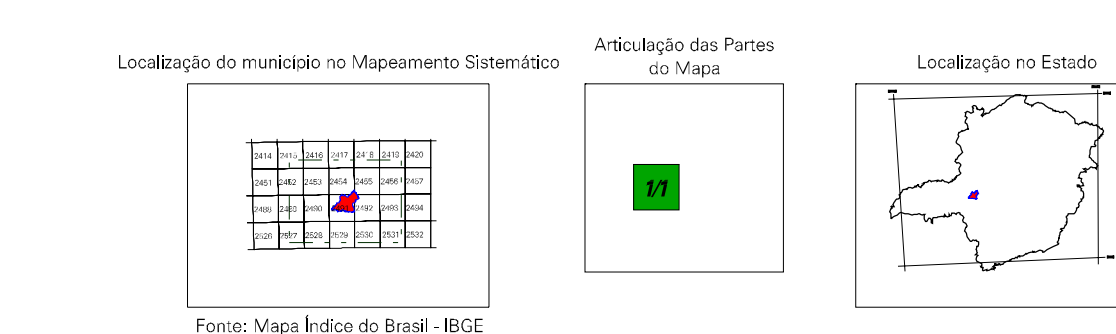 Localização do município no Mapeamento Sistemático
Articulação das Partes
do Mapa
Localização no Estado
2414 2415 2416 2417 2418 2419 2420
2451 2452 2453 2454 2455 2456 2457
2488 2489 2490 2492 2493 2494
2526 2527 2528 2529 2530 2531 2532
1/1
Fonte: Mapa Índice do Brasil - IBGE